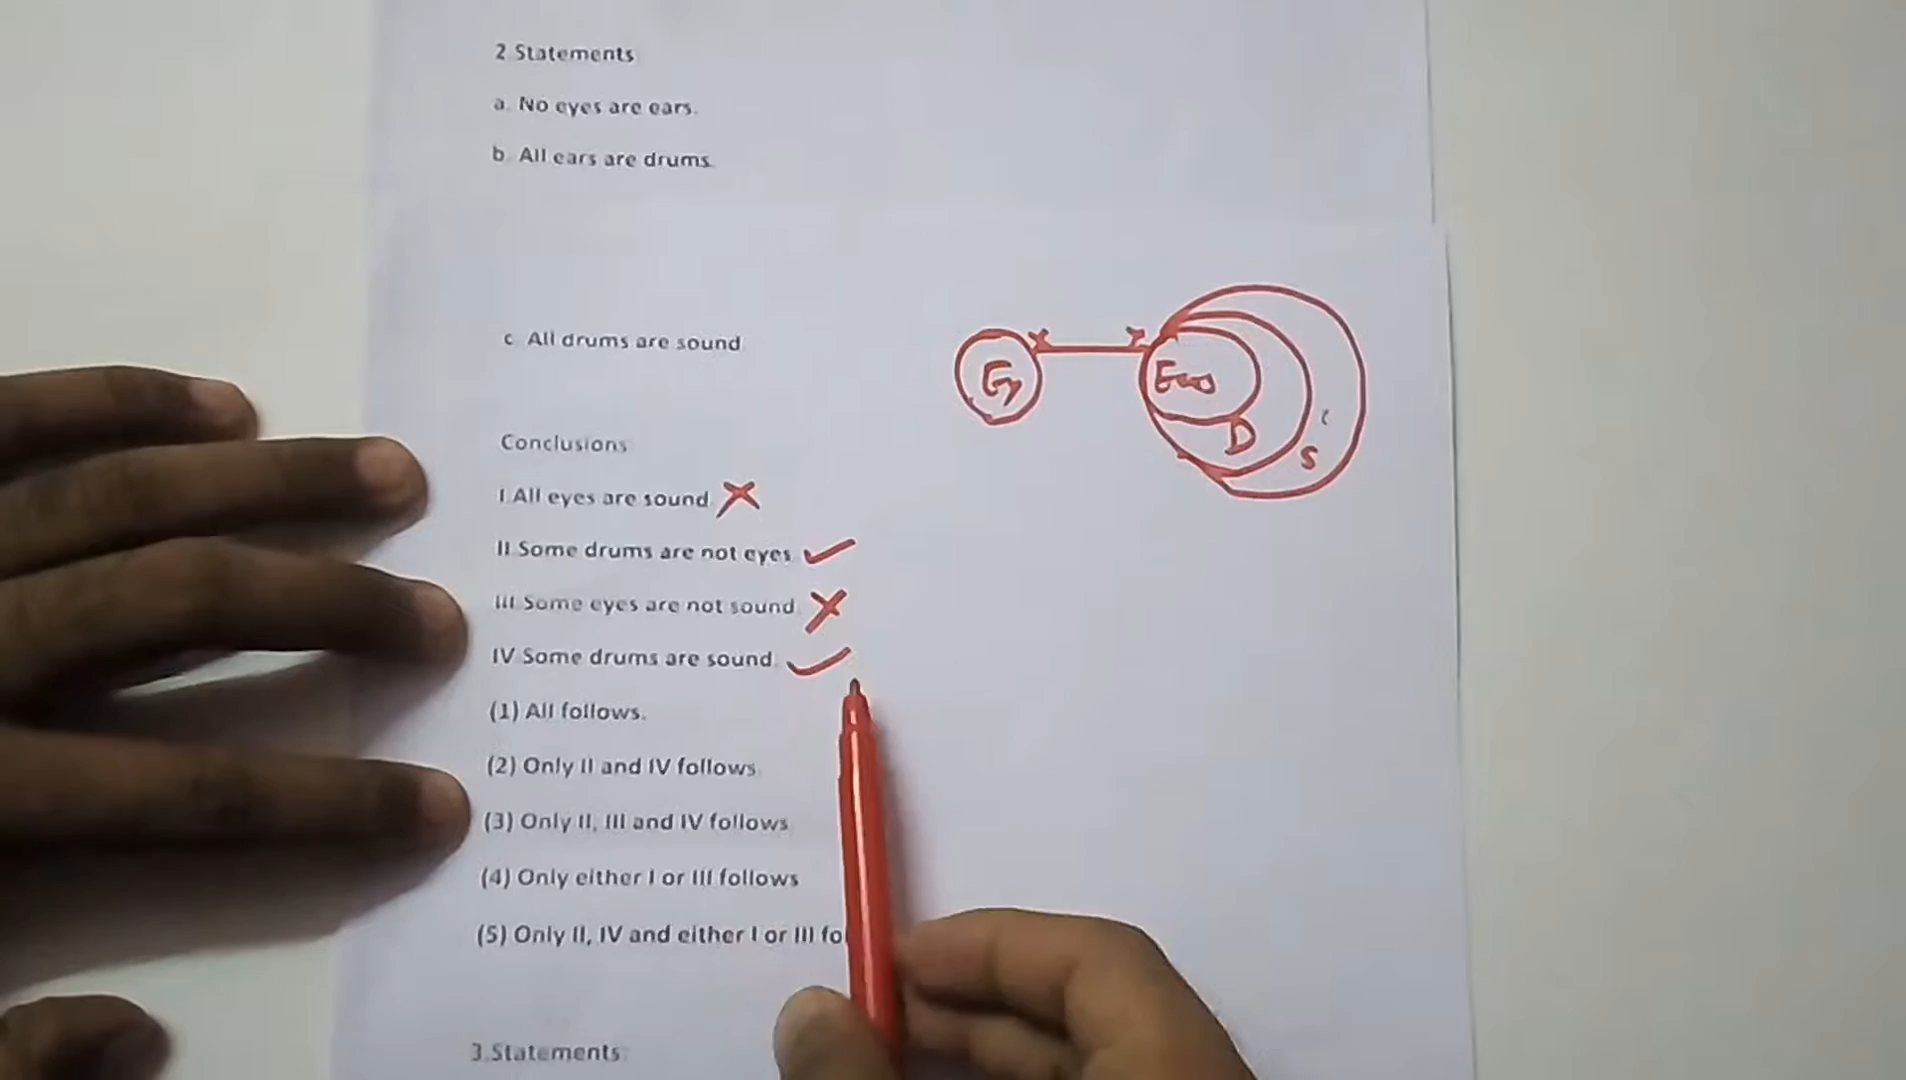 2 Statements
a. No eyes are ears.
b. All ears are drums.
c. All drums are sound
Ears
D
S
Conclusions
I.All eyes are sound
II.Some drums are not eyes
III.Some eyes are not sound.
IV.Some drums are sound.
(1) All follows.
(2) Only II and IV follows.
(3) Only II, III and IV follows.
(4) Only either I or III follows
(5) Only II, IV and either I or III fo
3.Statements: